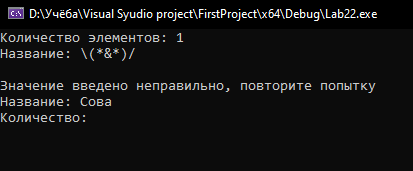 D:\Учёба\Visual Syudio project\FirstProject\x64\Debug\Lab22.exe
Количество элементов: 1
Название: \(*&*)/
Значение введено неправильно, повторите попытку
Название: Сова
Количество: